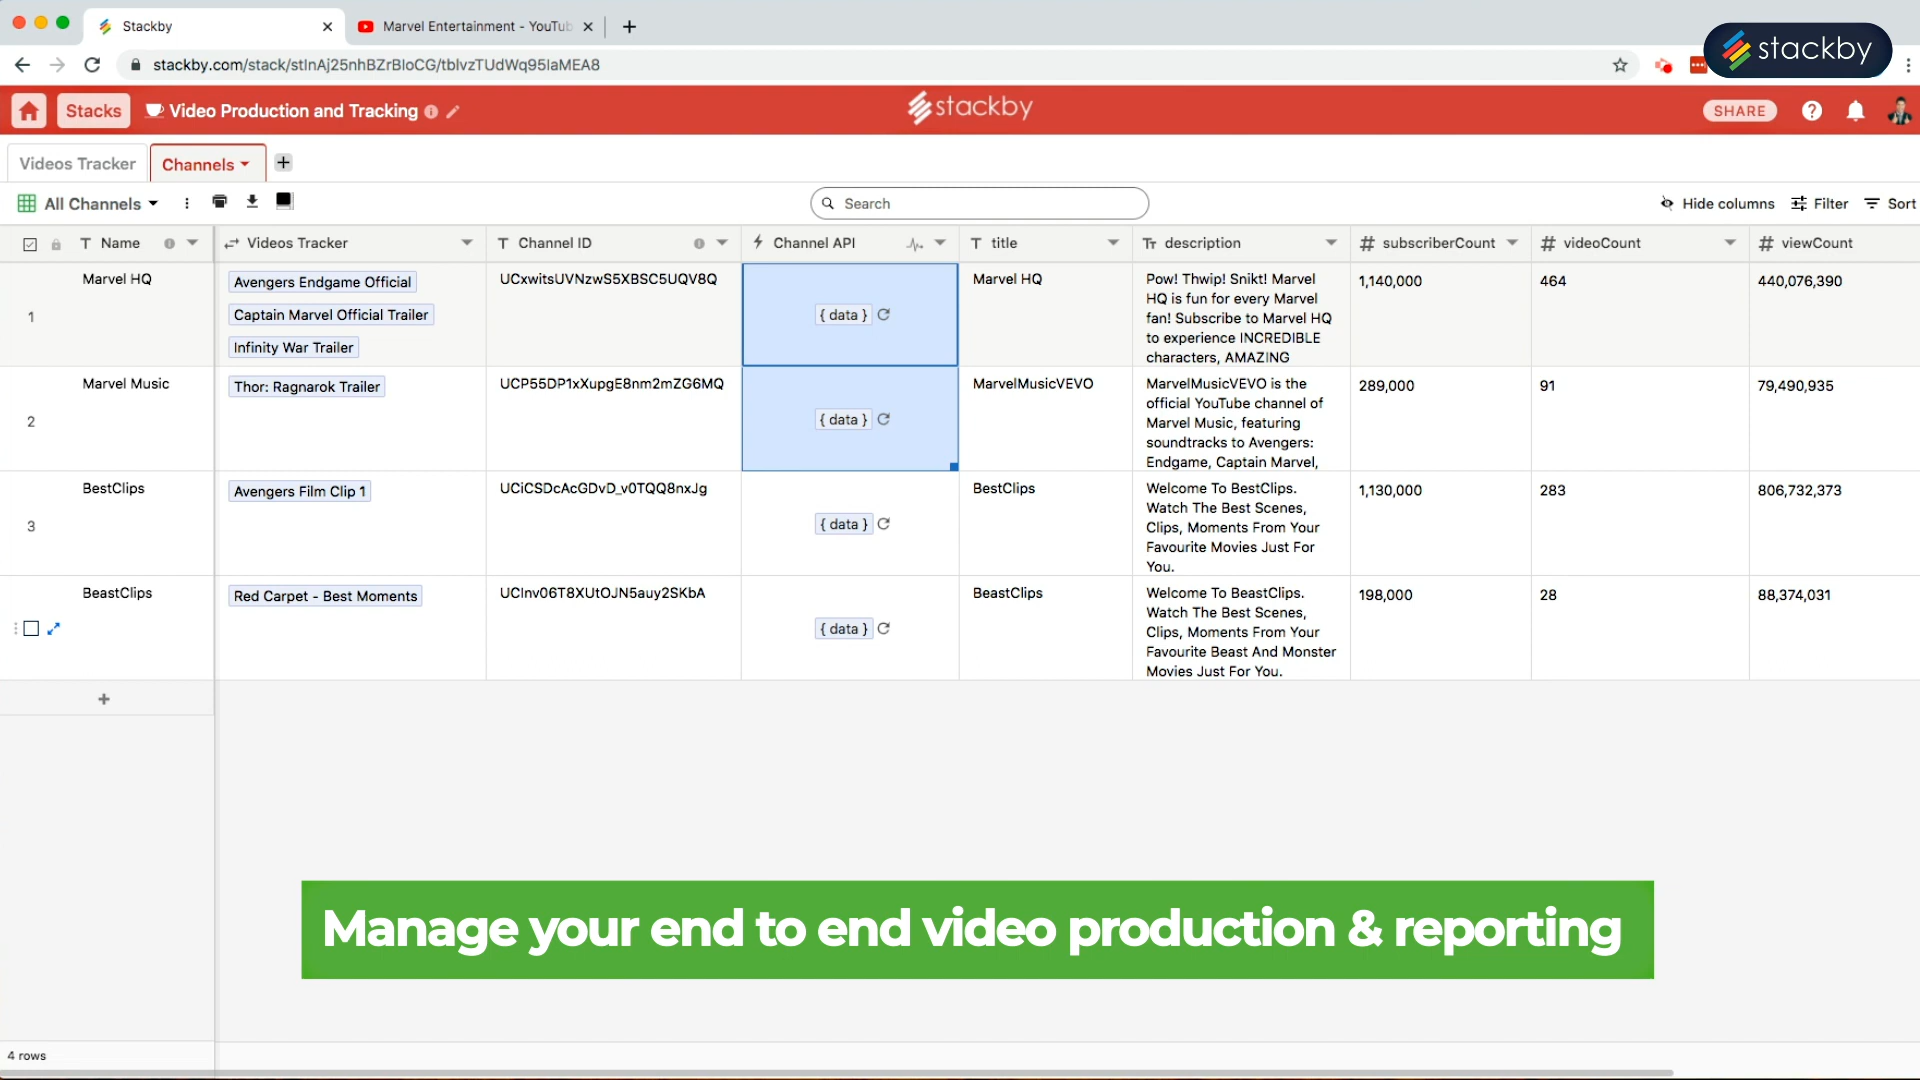 Stackby
Marvel Entertainment - YouTub
stackby.com/stack/stInAj25nhBZrBIoCG/tblvzTUdWq95IaMEA8
stackby
Stacks
Video Production and Tracking
stackby
SHARE
Videos Tracker
Channels
All Channels
Search
Hide columns
Filter
Sort
Name
Videos Tracker
Channel ID
Channel API
title
description
subscriberCount
videoCount
viewCount
1
Marvel HQ
Avengers Endgame Official
Captain Marvel Official Trailer
Infinity War Trailer
UCxwitsUVNzwS5XBSC5UQV8Q
{ data }
Marvel HQ
Pow! Thwip! Snikt! Marvel
HQ is fun for every Marvel
fan! Subscribe to Marvel HQ
to experience INCREDIBLE
characters, AMAZING
1,140,000
464
440,076,390
2
Marvel Music
Thor: Ragnarok Trailer
UCP55DP1xXupgE8nm2mZG6MQ
{ data }
MarvelMusicVEVO
MarvelMusicVEVO is the
official YouTube channel of
Marvel Music, featuring
soundtracks to Avengers:
Endgame, Captain Marvel,
289,000
91
79,490,935
3
BestClips
Avengers Film Clip 1
UCiCSDcAcGDvD_v0TQQ8nxJg
{ data }
BestClips
Welcome To BestClips.
Watch The Best Scenes,
Clips, Moments From Your
Favourite Movies Just For
You.
1,130,000
283
806,732,373
BeastClips
Red Carpet - Best Moments
UCInv06T8XUtOJN5auy2SKbA
{ data }
BeastClips
Welcome To BeastClips.
Watch The Best Scenes,
Clips, Moments From Your
Favourite Beast And Monster
Movies Just For You.
198,000
28
88,374,031
Manage your end to end video production & reporting
4 rows